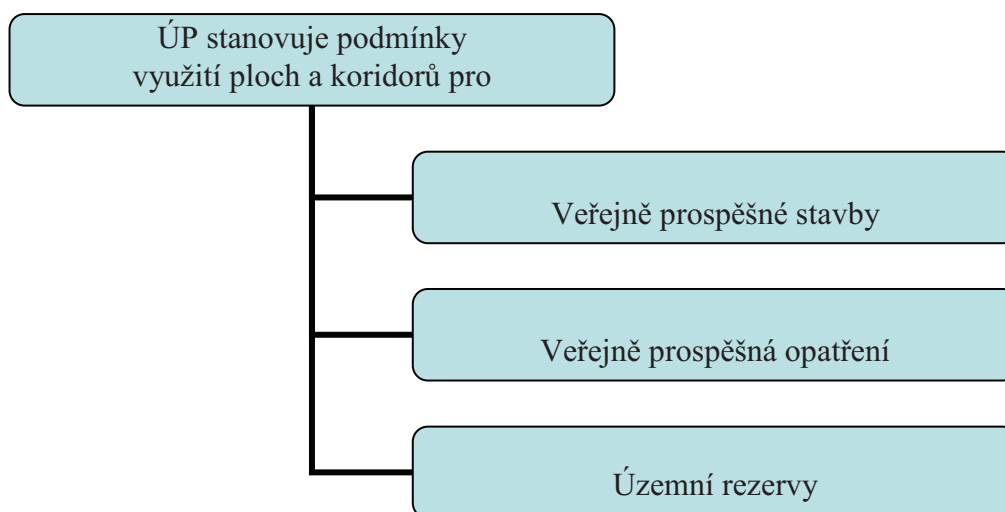 ÚP stanovuje podmínky
využití ploch a koridorů pro
Veřejně prospěšné stavby
Veřejně prospěšná opatření
Územní rezervy